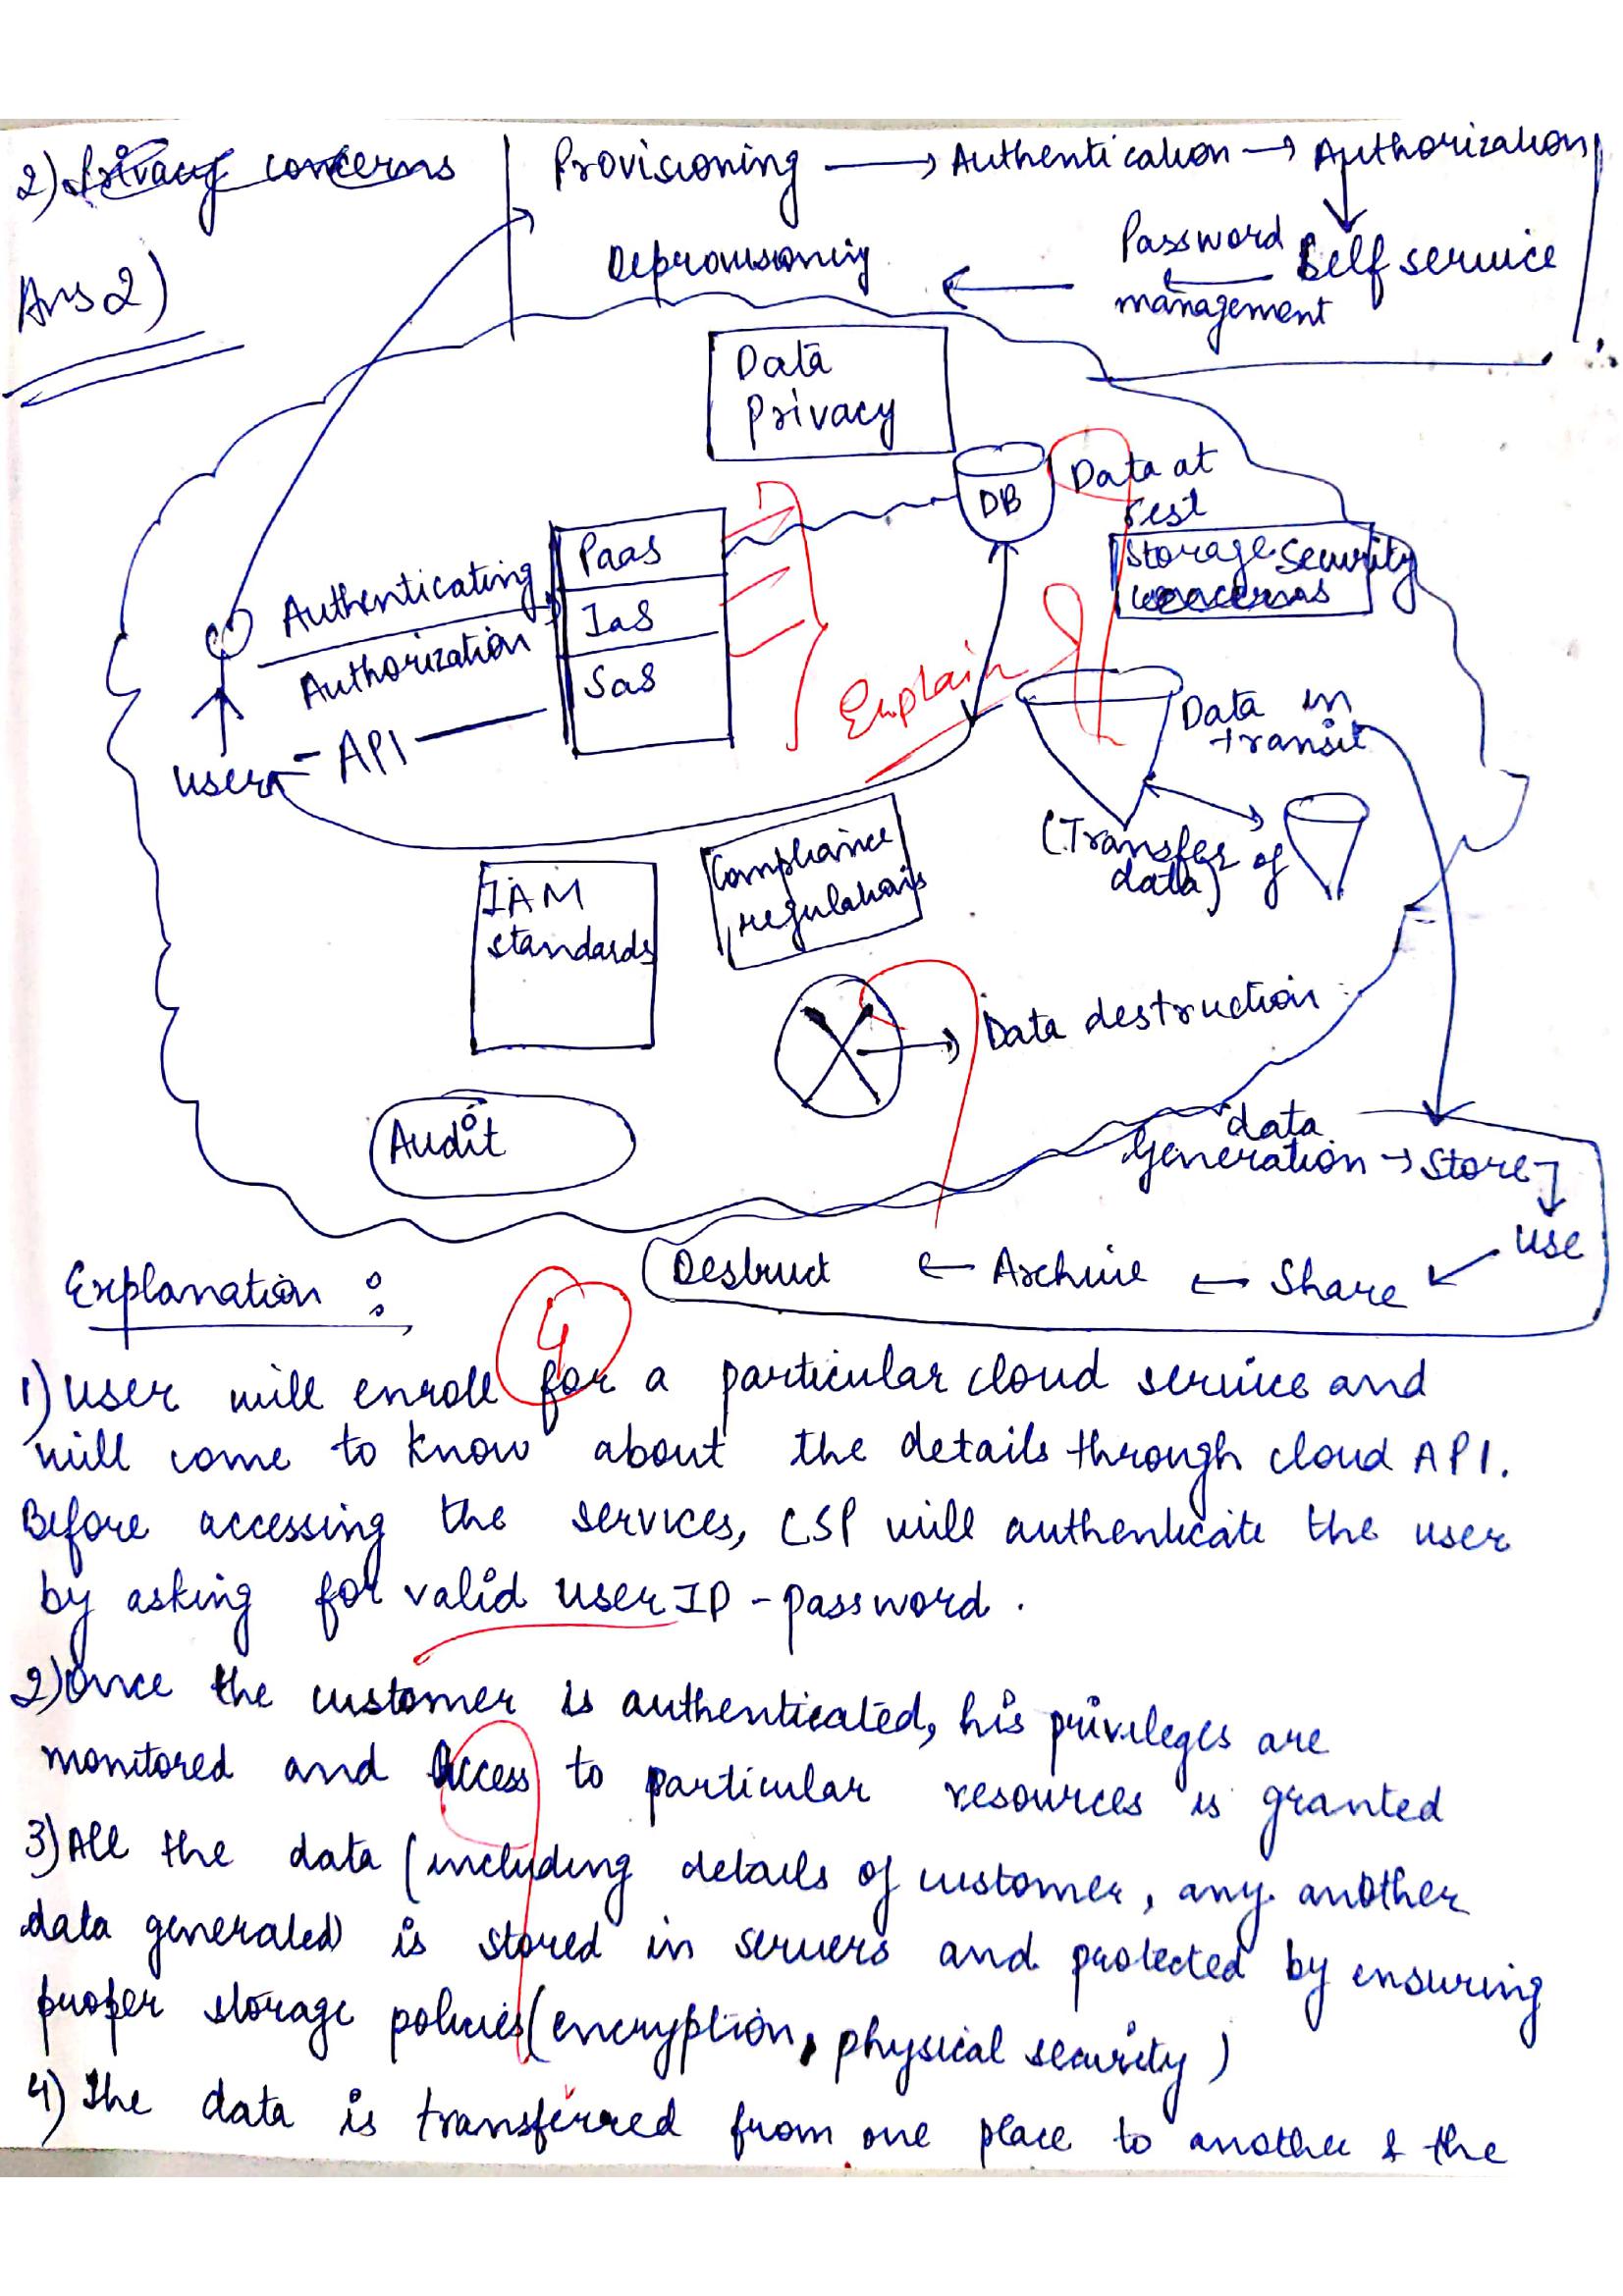 2) Privacy concerns
Provisioning → Authentication → Authorization
Password Self service
management
Deprovisioning ←
Ans 2)
Data
Privacy
DB
Data at
rest
Storage Security
concerns
Authenticating
Authorization
Paas
Ias
Sas
Explain
User
API
Data in
transit
(Transfer of
data)
IAM
standards
Compliance
regulations
Data destruction
Audit
data
Generation → Store
Use
Destruct ← Archive ← Share
Explanation :
4
1) User will enroll for a particular cloud service and
will come to know about the details through cloud API.
Before accessing the services, CSP will authenticate the user
by asking for valid user ID - password.
2) Once the customer is authenticated, his privileges are
monitored and Access to particular resources is granted
3) All the data (including details of customer, any another
data generated) is stored in servers and protected by ensuring
proper storage policies (encryption, physical security)
4) The data is transferred from one place to another & the